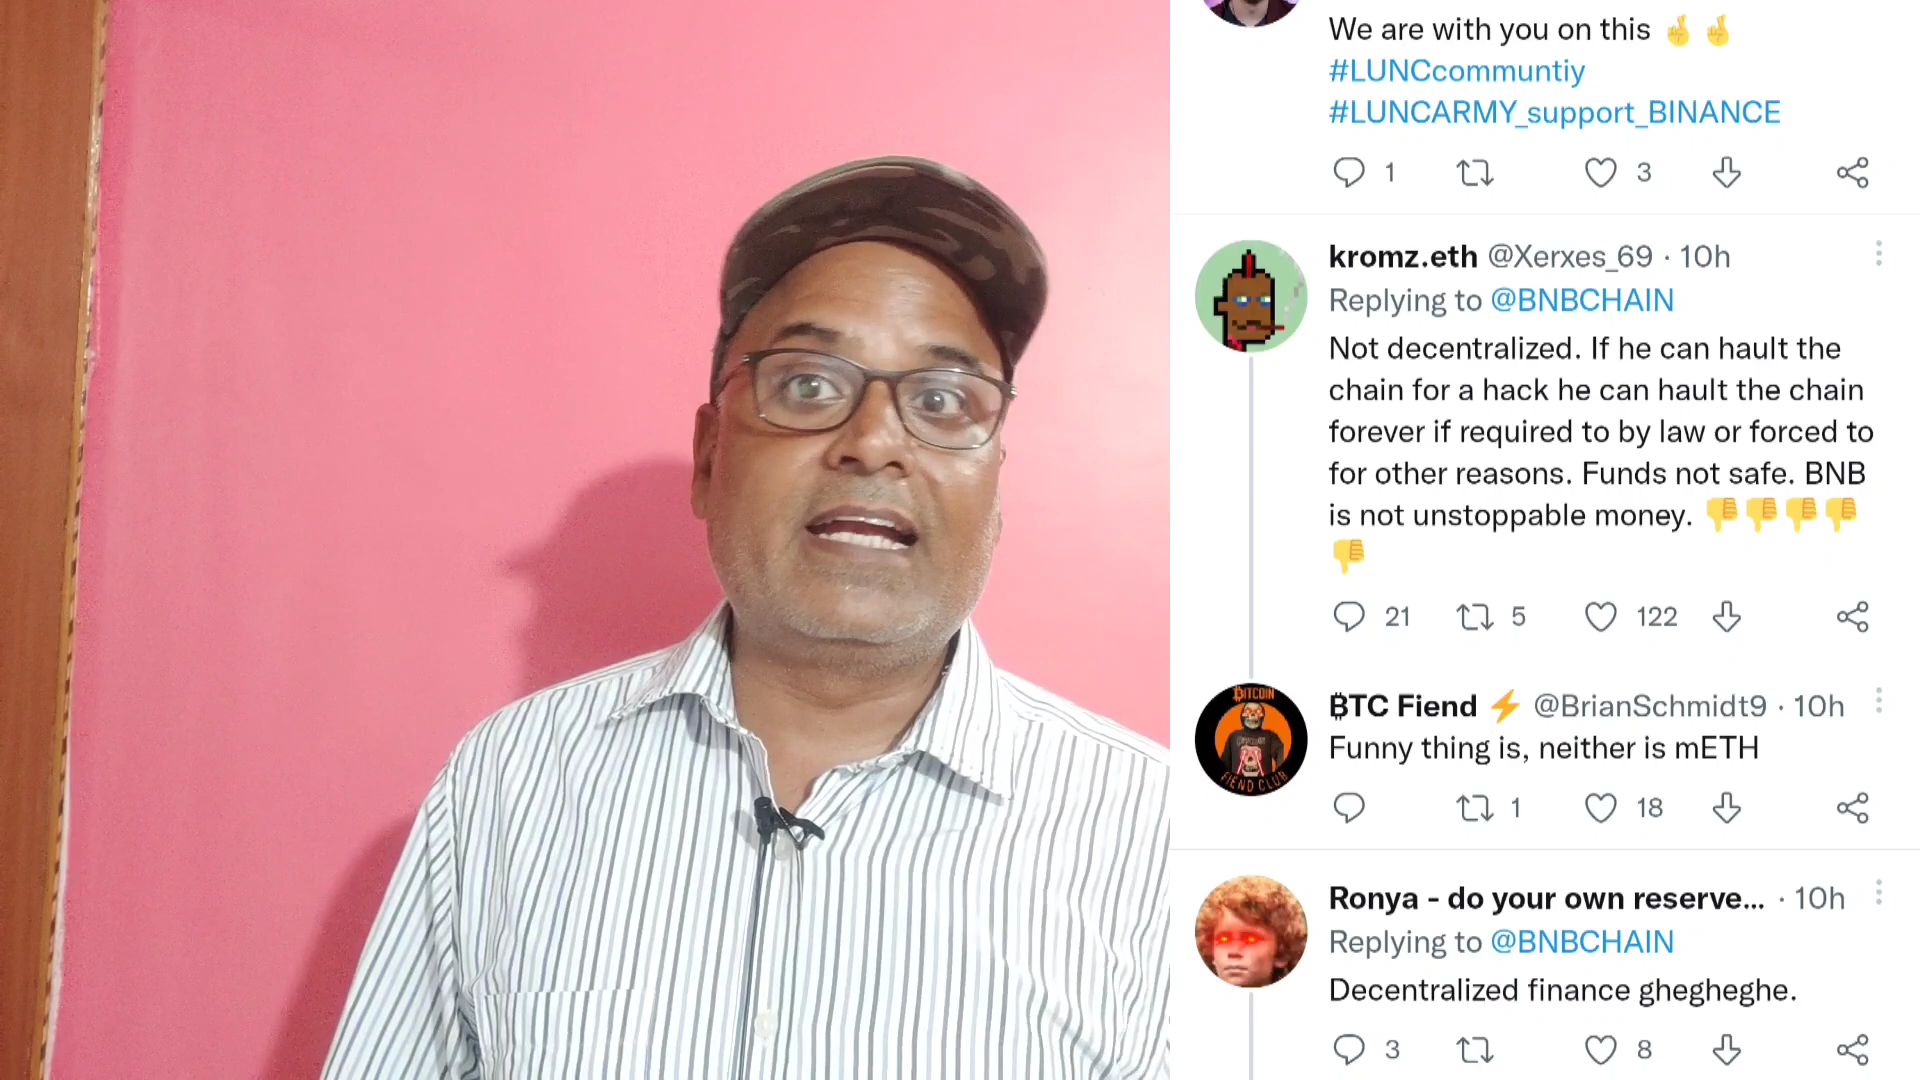 We are with you on this 🤞 🤞
#LUNCcommuntiy
#LUNCARMY_support_BINANCE
1 3
kromz.eth @Xerxes_69 · 10h
Replying to @BNBCHAIN
Not decentralized. If he can hault the
chain for a hack he can hault the chain
forever if required to by law or forced to
for other reasons. Funds not safe. BNB
is not unstoppable money. 👎👎👎👎
👎
21 5 122
BITCOIN
FIEND CLUB
₿TC Fiend ⚡ @BrianSchmidt9 · 10h
Funny thing is, neither is mETH
1 18
Ronya - do your own reserve... · 10h
Replying to @BNBCHAIN
Decentralized finance ghegheghe.
3 8